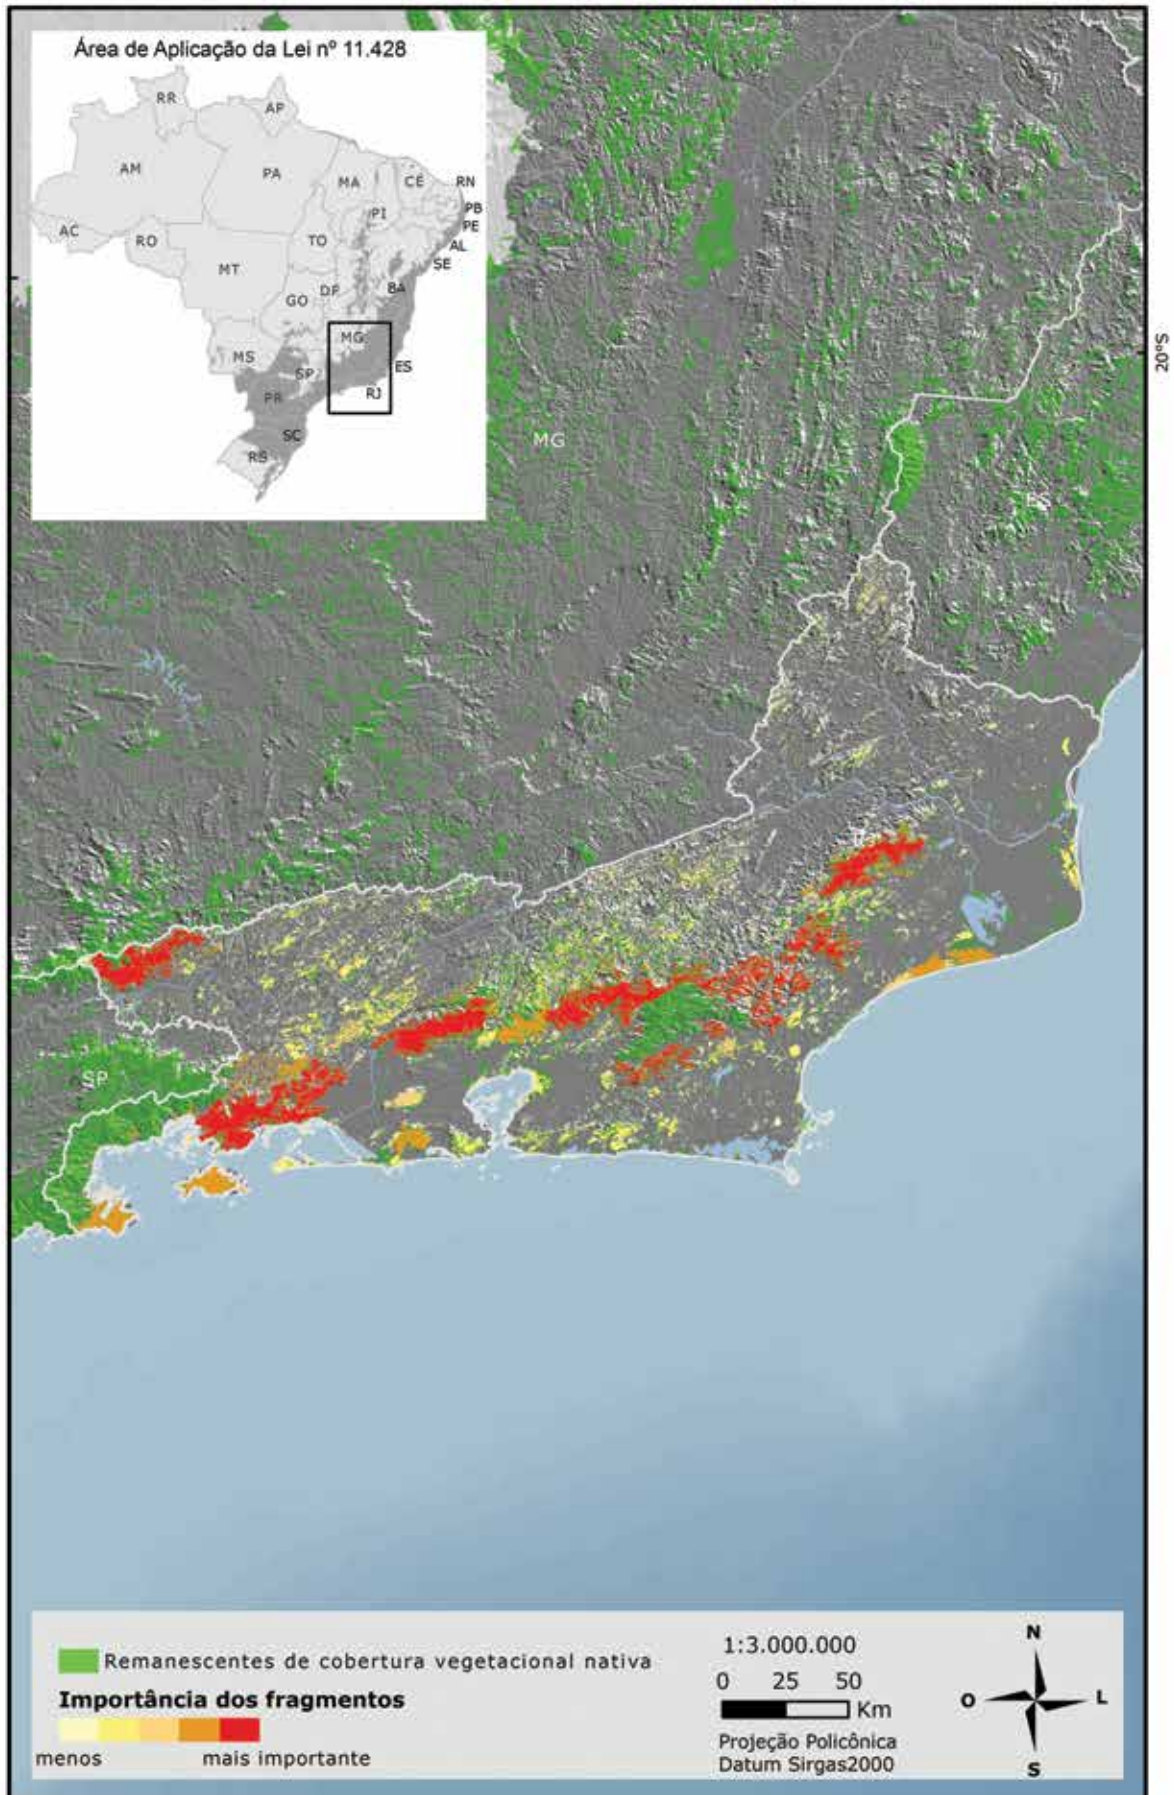 Área de Aplicação da Lei nº 11.428
RR
AP
AM
PA
MA
CE
RN
PB
PE
AL
SE
PI
AC
RO
TO
MT
BA
DF
GO
MG
MS
ES
SP
RJ
PR
SC
RS
20°S
MG
ES
SP
Remanescentes de cobertura vegetacional nativa
Importância dos fragmentos
menos mais importante
1:3.000.000
0 25 50
Km
Projeção Policônica
Datum Sirgas2000
N
O L
S